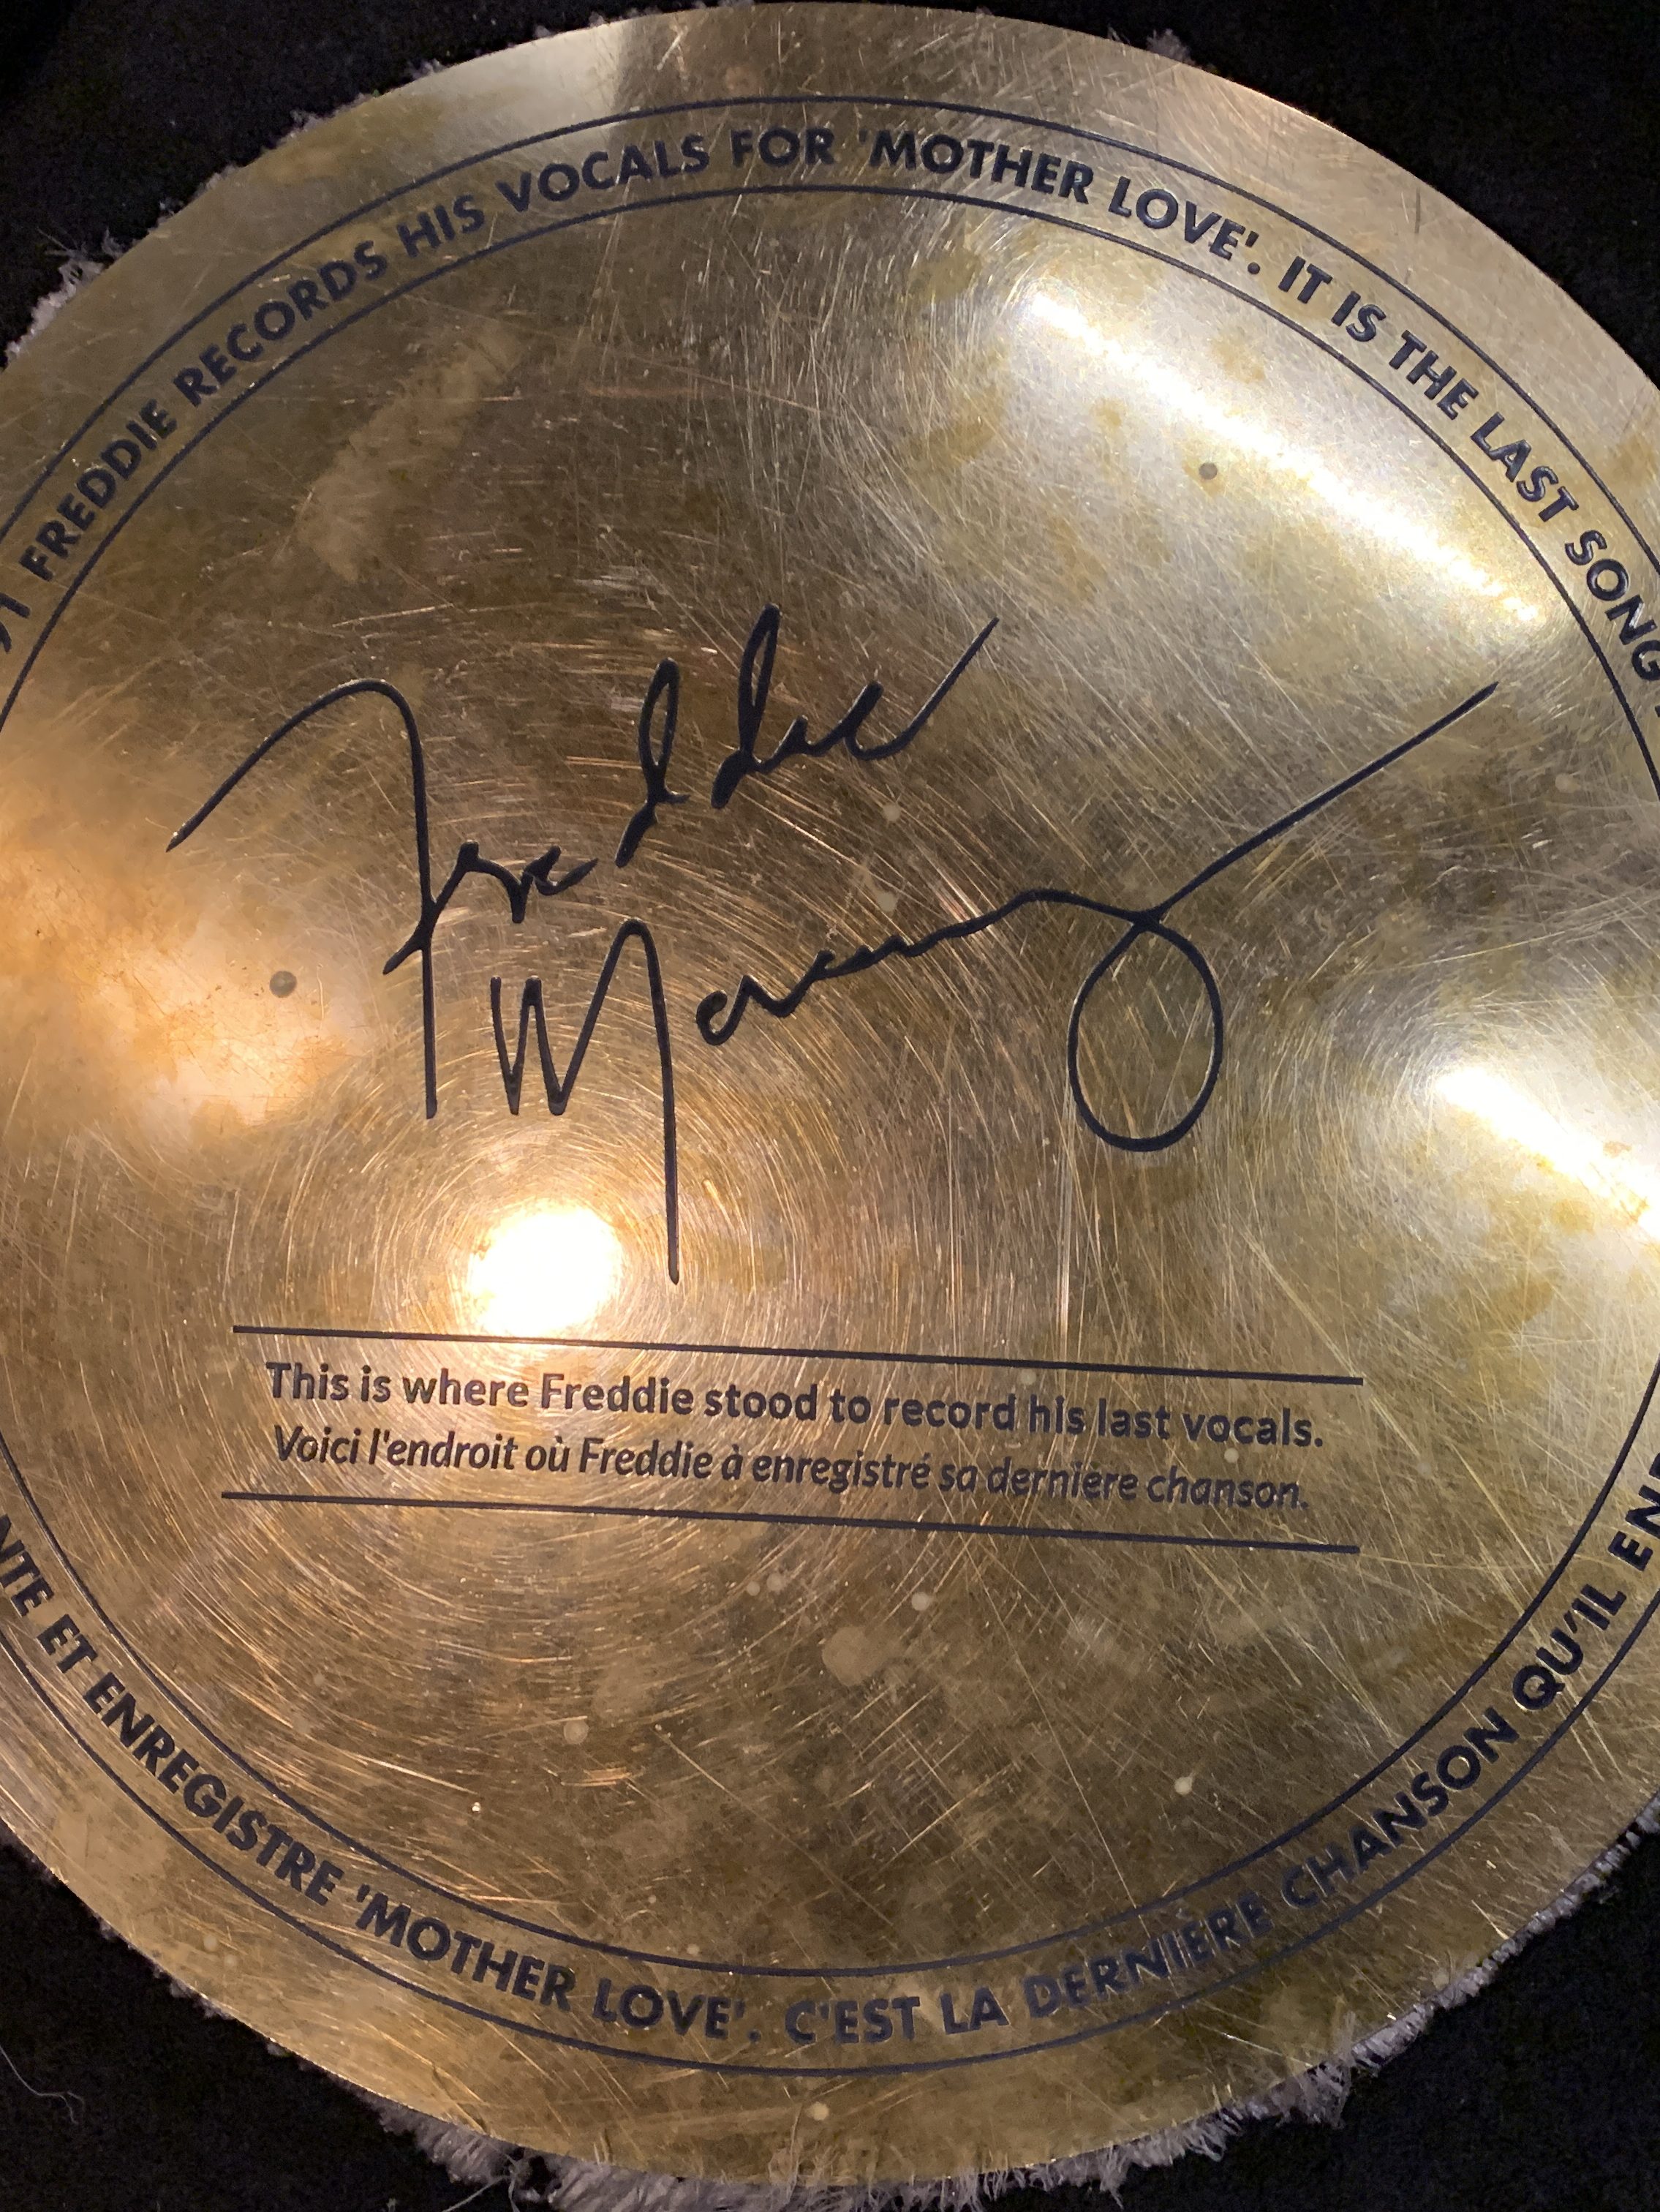 91 FREDDIE RECORDS HIS VOCALS FOR 'MOTHER LOVE'. IT IS THE LAST SONG
Freddie
Mercury
This is where Freddie stood to record his last vocals.
Voici l'endroit où Freddie à enregistré sa dernière chanson.
ET ENREGISTRE 'MOTHER LOVE'. C'EST LA DERNIÈRE CHANSON QU'IL